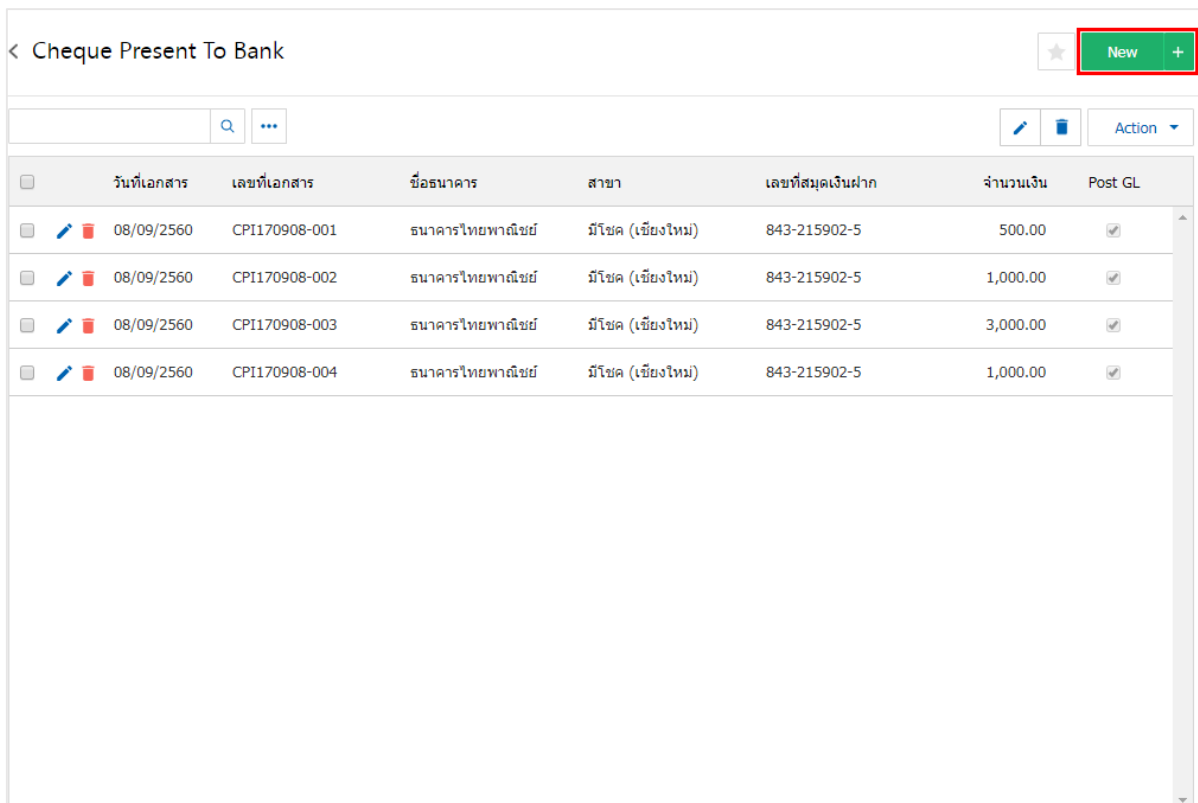 Cheque Present To Bank
New +
Action
วันที่เอกสาร เลขที่เอกสาร ชื่อธนาคาร สาขา เลขที่สมุดเงินฝาก จำนวนเงิน Post GL
08/09/2560 CPI170908-001 ธนาคารไทยพาณิชย์ มีโชค (เชียงใหม่) 843-215902-5 500.00
08/09/2560 CPI170908-002 ธนาคารไทยพาณิชย์ มีโชค (เชียงใหม่) 843-215902-5 1,000.00
08/09/2560 CPI170908-003 ธนาคารไทยพาณิชย์ มีโชค (เชียงใหม่) 843-215902-5 3,000.00
08/09/2560 CPI170908-004 ธนาคารไทยพาณิชย์ มีโชค (เชียงใหม่) 843-215902-5 1,000.00